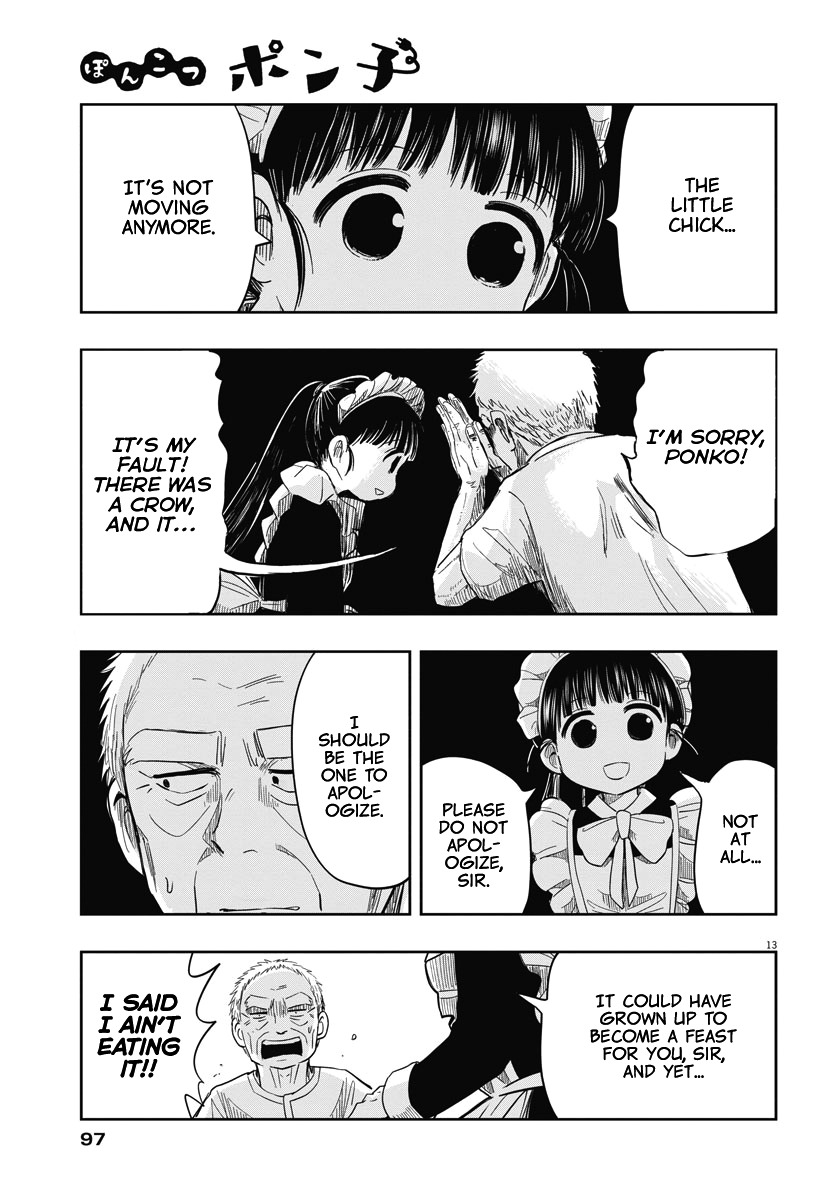 ぽんこつポン子
THE
LITTLE
CHICK...
IT'S NOT
MOVING
ANYMORE.
I'M SORRY,
PONKO!
IT'S MY
FAULT!
THERE WAS
A CROW,
AND IT...
NOT
AT
ALL...
PLEASE
DO NOT
APOL-
OGIZE,
SIR.
I
SHOULD
BE THE
ONE TO
APOL-
OGIZE.
13
IT COULD HAVE
GROWN UP TO
BECOME A FEAST
FOR YOU, SIR,
AND YET...
I SAID
I AIN'T
EATING
IT!!
97